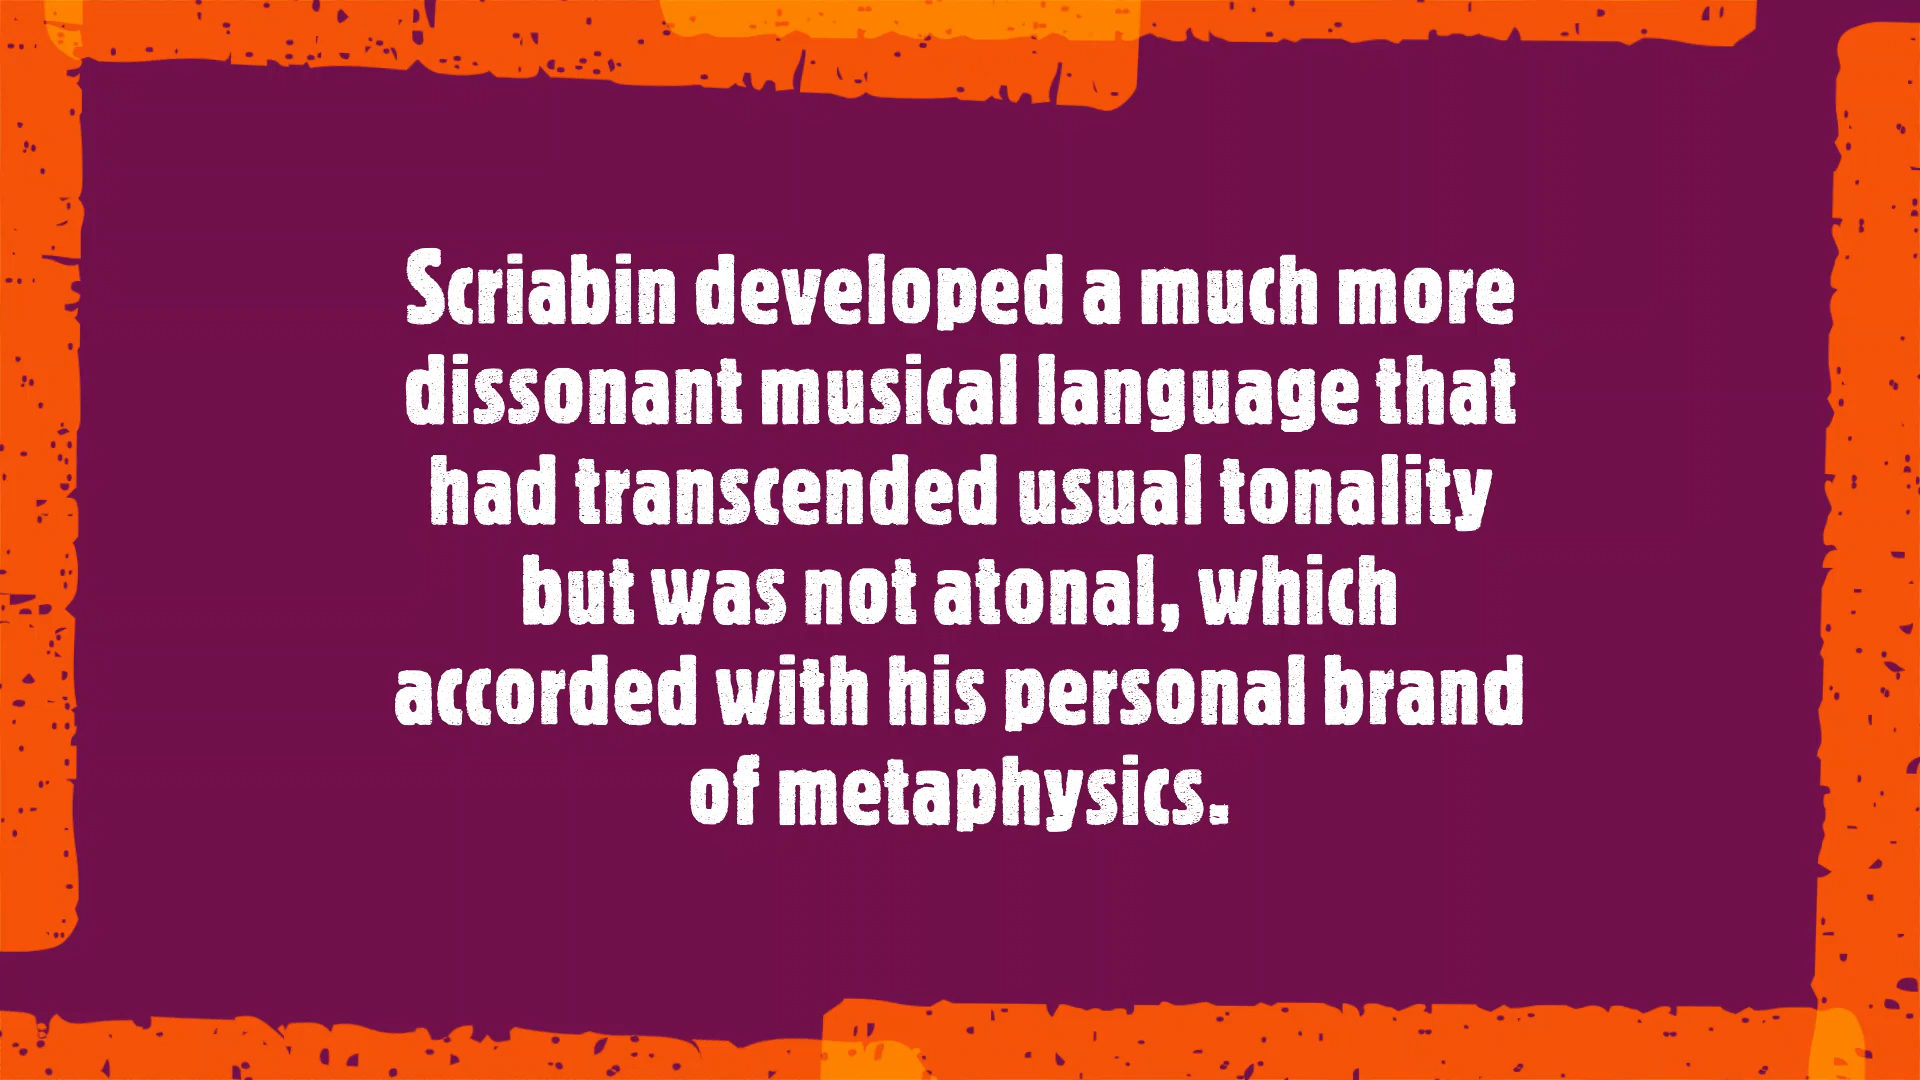 Scriabin developed a much more
dissonant musical language that
had transcended usual tonality
but was not atonal, which
accorded with his personal brand
of metaphysics.